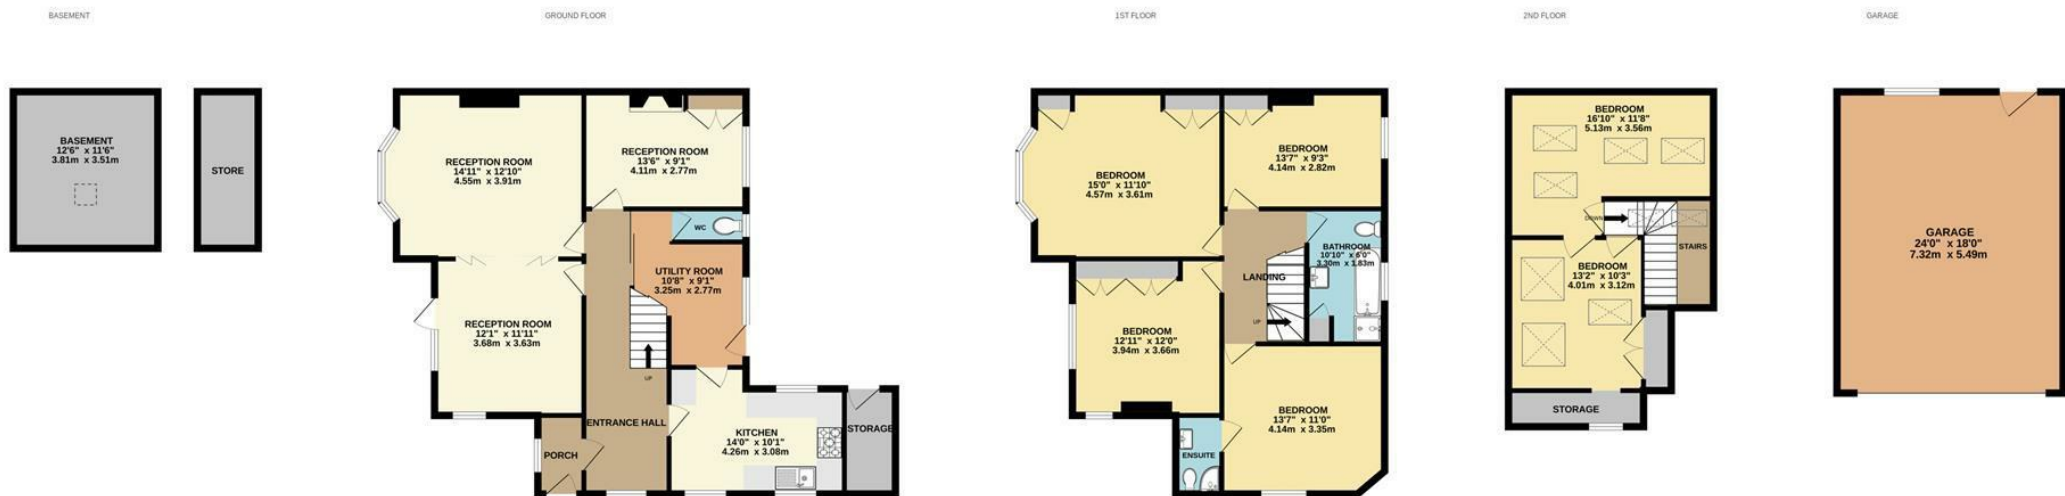 BASEMENT
GROUND FLOOR
1ST FLOOR
2ND FLOOR
GARAGE
BASEMENT
12'6" x 11'6"
3.81m x 3.51m
STORE
RECEPTION ROOM
14'11" x 12'10"
4.55m x 3.91m
RECEPTION ROOM
13'6" x 9'1"
4.11m x 2.77m
WC
UTILITY ROOM
10'8" x 9'1"
3.25m x 2.77m
RECEPTION ROOM
12'1" x 11'11"
3.68m x 3.63m
UP
ENTRANCE HALL
PORCH
KITCHEN
14'0" x 10'1"
4.26m x 3.08m
STORAGE
BEDROOM
15'0" x 11'10"
4.57m x 3.61m
BEDROOM
13'7" x 9'3"
4.14m x 2.82m
BATHROOM
10'10" x 6'0"
3.30m x 1.83m
LANDING
UP
BEDROOM
12'11" x 12'0"
3.94m x 3.66m
BEDROOM
13'7" x 11'0"
4.14m x 3.35m
ENSUITE
BEDROOM
16'10" x 11'8"
5.13m x 3.56m
DOWN
STAIRS
BEDROOM
13'2" x 10'3"
4.01m x 3.12m
STORAGE
GARAGE
24'0" x 18'0"
7.32m x 5.49m